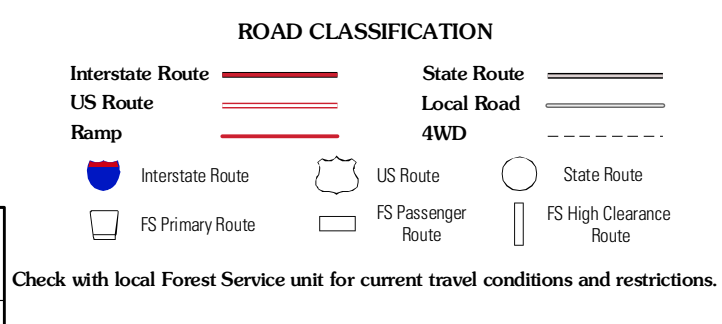 ROAD CLASSIFICATION
Interstate Route
State Route
US Route
Local Road
Ramp
4WD
Interstate Route
US Route
State Route
FS Primary Route
FS Passenger
Route
FS High Clearance
Route
Check with local Forest Service unit for current travel conditions and restrictions.